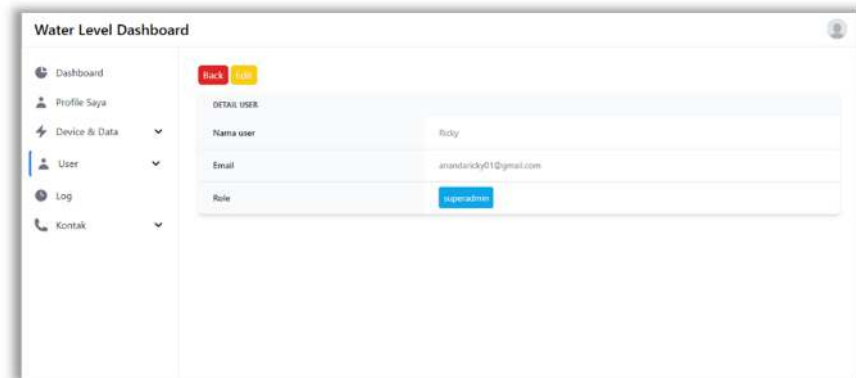 Water Level Dashboard
Dashboard
Profile Saya
Device & Data
User
Log
Kontak
Back Edit
DETAIL USER
Nama user Ricky
Email anandaricky01@gmail.com
Role superadmin